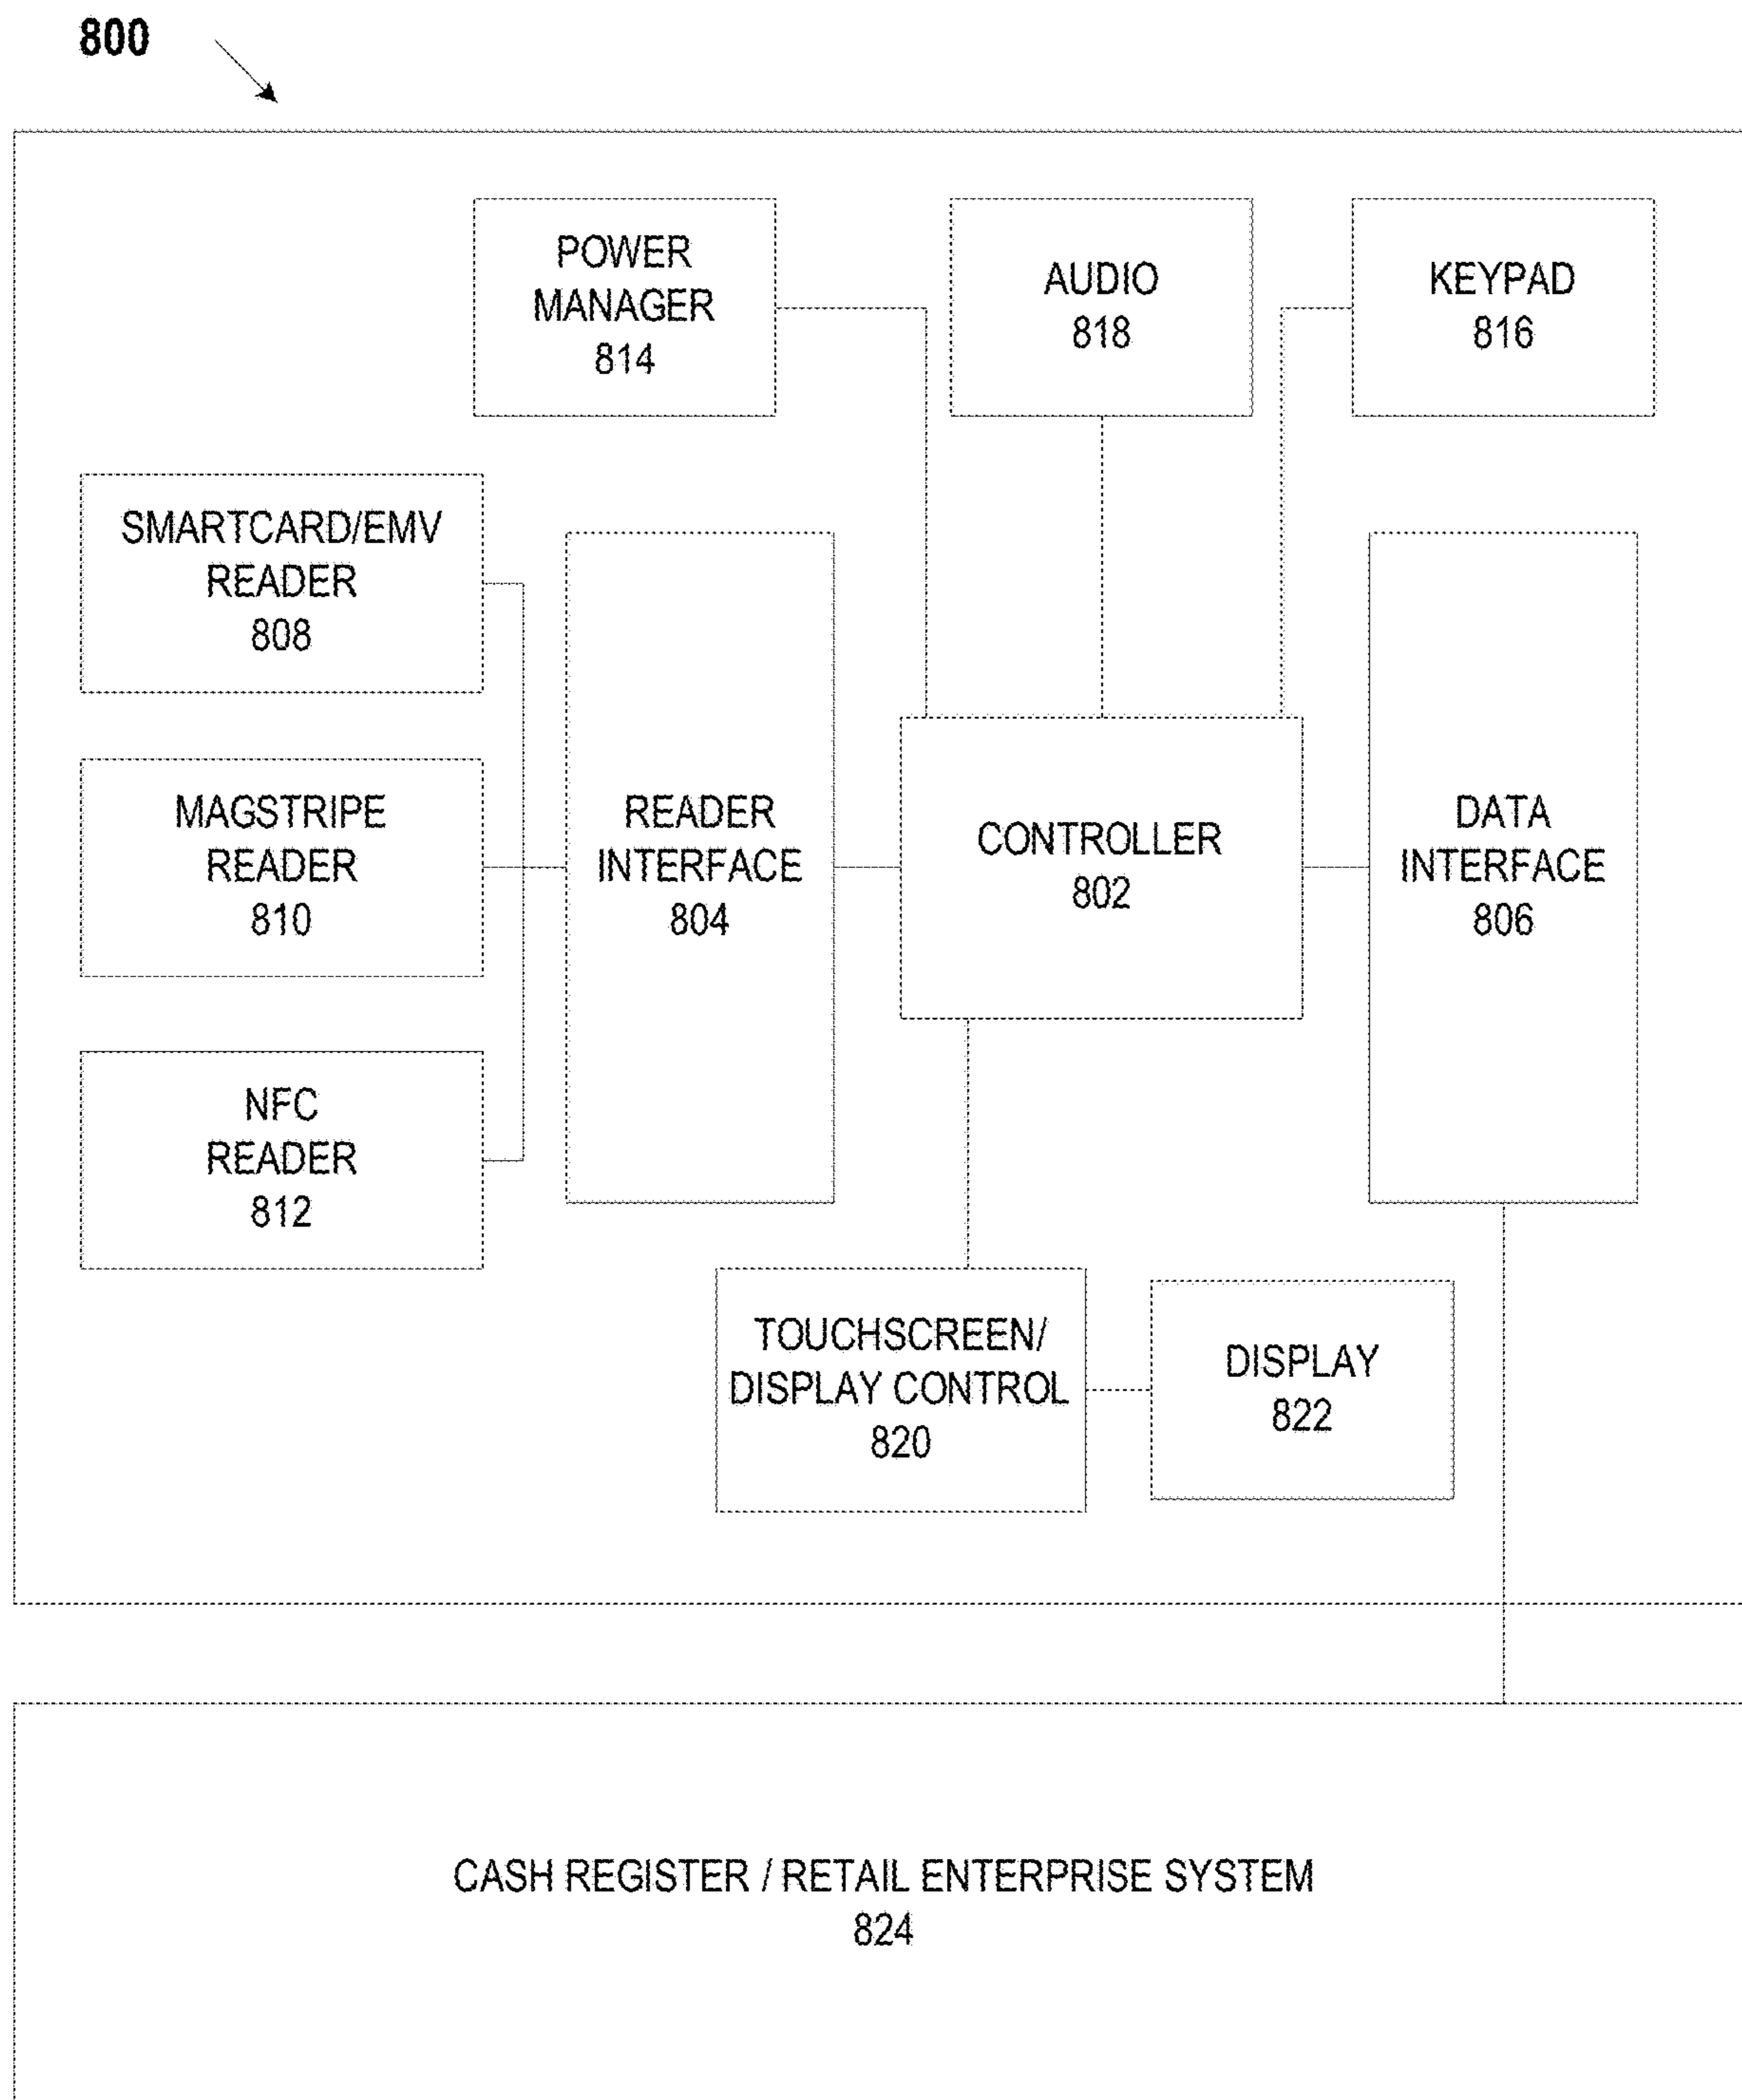 800
POWER
MANAGER
814
AUDIO
818
KEYPAD
816
SMARTCARD/EMV
READER
808
MAGSTRIPE
READER
810
NFC
READER
812
READER
INTERFACE
804
CONTROLLER
802
DATA
INTERFACE
806
TOUCHSCREEN/
DISPLAY CONTROL
820
DISPLAY
822
CASH REGISTER / RETAIL ENTERPRISE SYSTEM
824